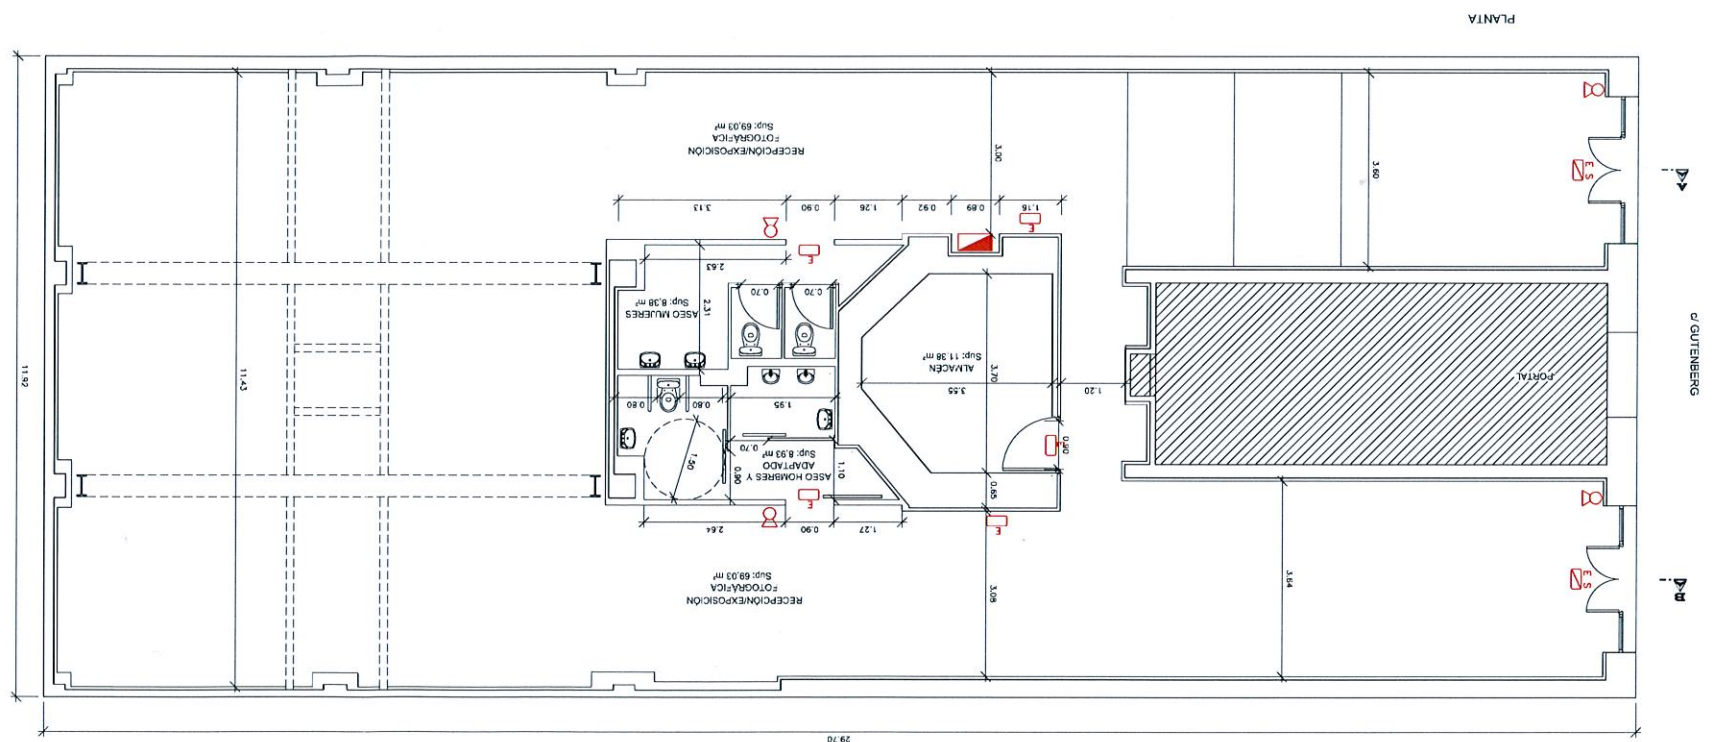 29.70
B
E S
RECEPCIÓN/EXPOSICIÓN
FOTOGRÁFICA
Sup: 69,03 m²
3.08
3.64
E
1.27
0.90
2.64
E
0.65
ASEO HOMBRES Y
ADAPTADO
Sup: 8,93 m²
1.10
0.90
1.50
0.70
0.90
E
1.95
0.80
0.80
1.20
3.55
3.70
ALMACÉN
Sup: 11,38 m²
PORTAL
c/ GUTENBERG
11.43
11.92
ASEO MUJERES
Sup: 8,38 m²
2.31
0.70
0.70
2.63
E
E
1.16
0.89
0.92
1.26
0.90
3.13
3.60
3.00
E S
A
RECEPCIÓN/EXPOSICIÓN
FOTOGRÁFICA
Sup: 69,03 m²
PLANTA